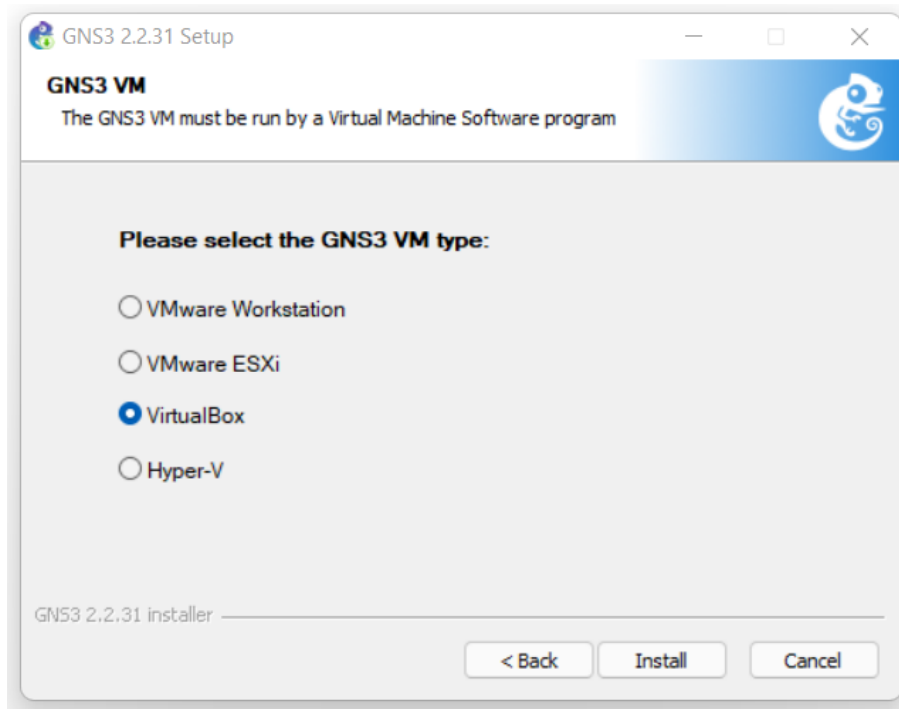 GNS3 2.2.31 Setup
GNS3 VM
The GNS3 VM must be run by a Virtual Machine Software program
Please select the GNS3 VM type:
VMware Workstation
VMware ESXi
VirtualBox
Hyper-V
GNS3 2.2.31 installer
< Back Install Cancel